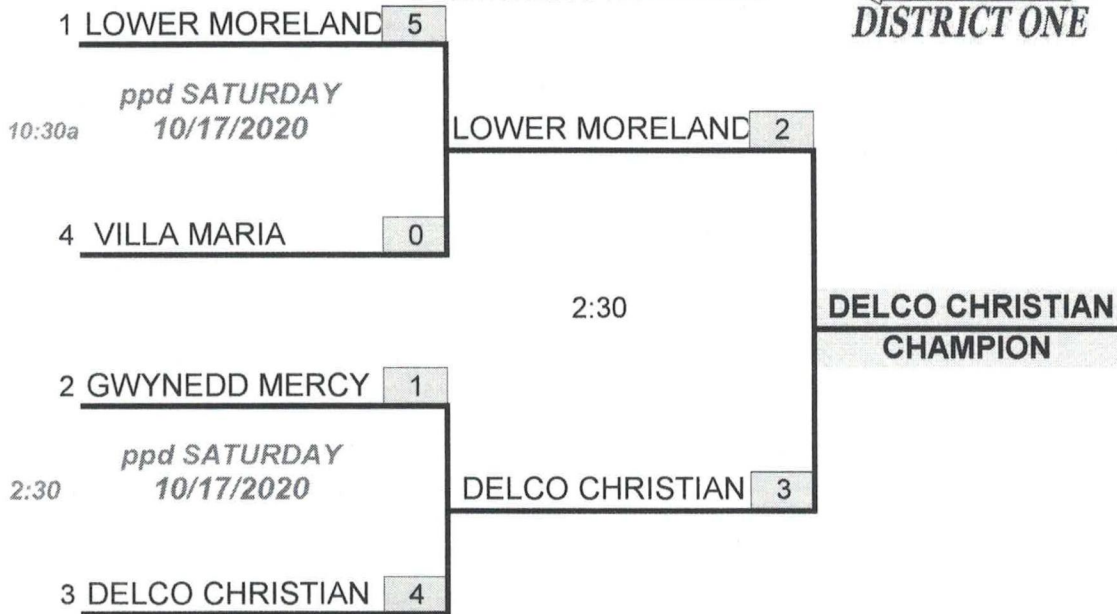 DISTRICT ONE
1 LOWER MORELAND 5
ppd SATURDAY
10:30a 10/17/2020
LOWER MORELAND 2
4 VILLA MARIA 0
2:30
DELCO CHRISTIAN
CHAMPION
2 GWYNEDD MERCY 1
ppd SATURDAY
2:30 10/17/2020
DELCO CHRISTIAN 3
3 DELCO CHRISTIAN 4